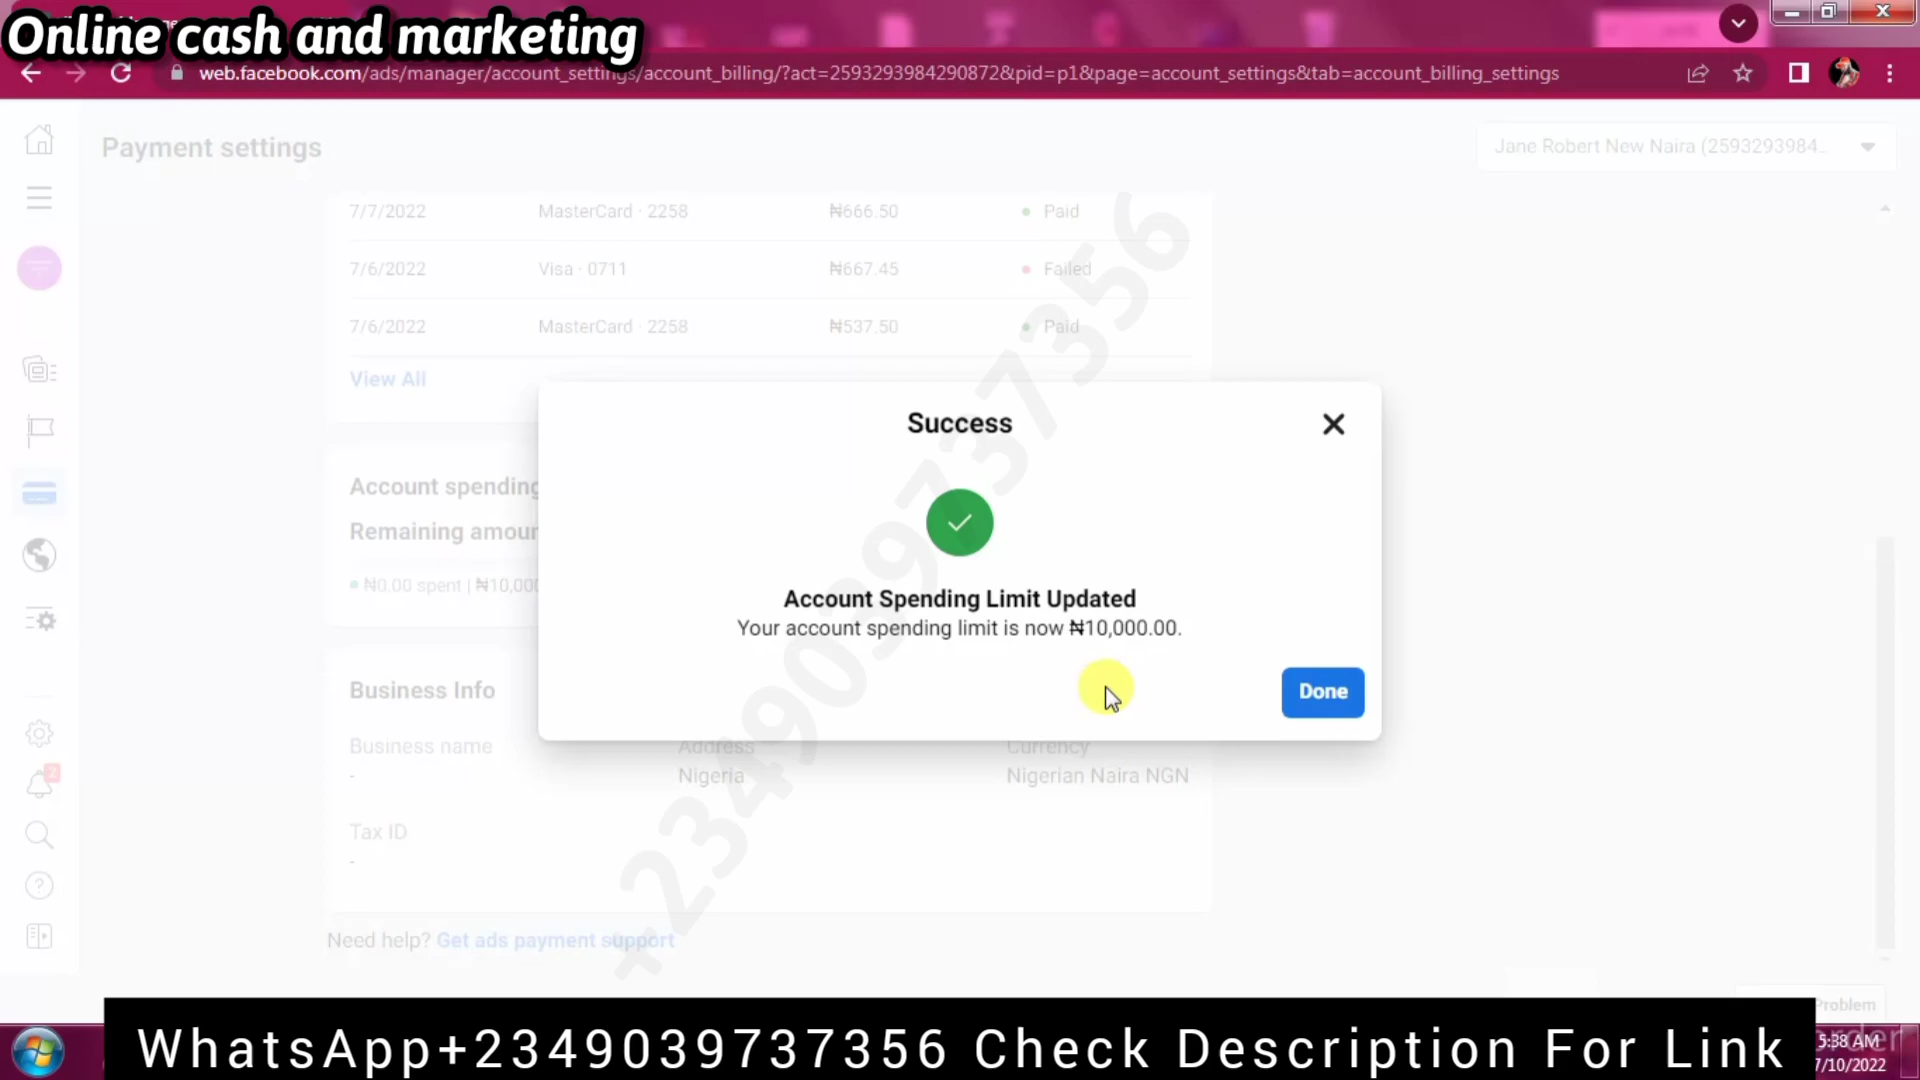 Online cash and marketing
web.facebook.com/ads/manager/account_settings/account_billing/?act=2593293984290872&pid=p1&page=account_settings&tab=account_billing_settings
Payment settings
Jane Robert New Naira (2593293984...
7/7/2022 MasterCard · 2258 ₦666.50 Paid
7/6/2022 Visa · 0711 ₦667.45 Failed
7/6/2022 MasterCard · 2258 ₦537.50 Paid
View All
Success
Account spending
Remaining amoun
₦0.00 spent | ₦10,000
Account Spending Limit Updated
Your account spending limit is now ₦10,000.00.
Done
Business Info
Business name Address Currency
- Nigeria Nigerian Naira NGN
2
Tax ID
-
Need help? Get ads payment support
+2349039737356
Problem
WhatsApp+2349039737356 Check Description For Link
5:38 AM
7/10/2022